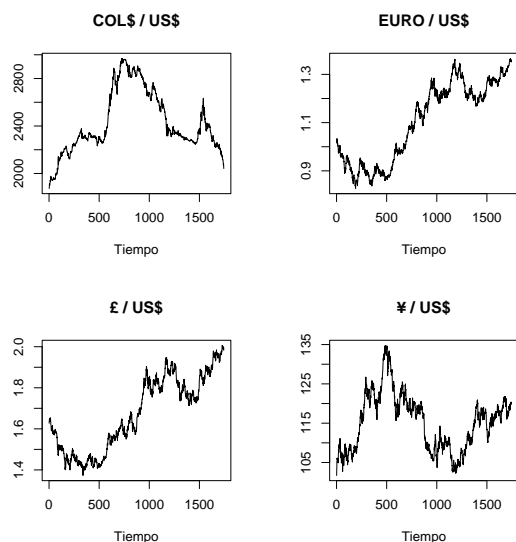 COL$ / US$
2000 2400 2800
0 500 1000 1500
Tiempo
EURO / US$
0.9 1.1 1.3
0 500 1000 1500
Tiempo
£ / US$
1.4 1.6 1.8 2.0
0 500 1000 1500
Tiempo
¥ / US$
105 115 125 135
0 500 1000 1500
Tiempo